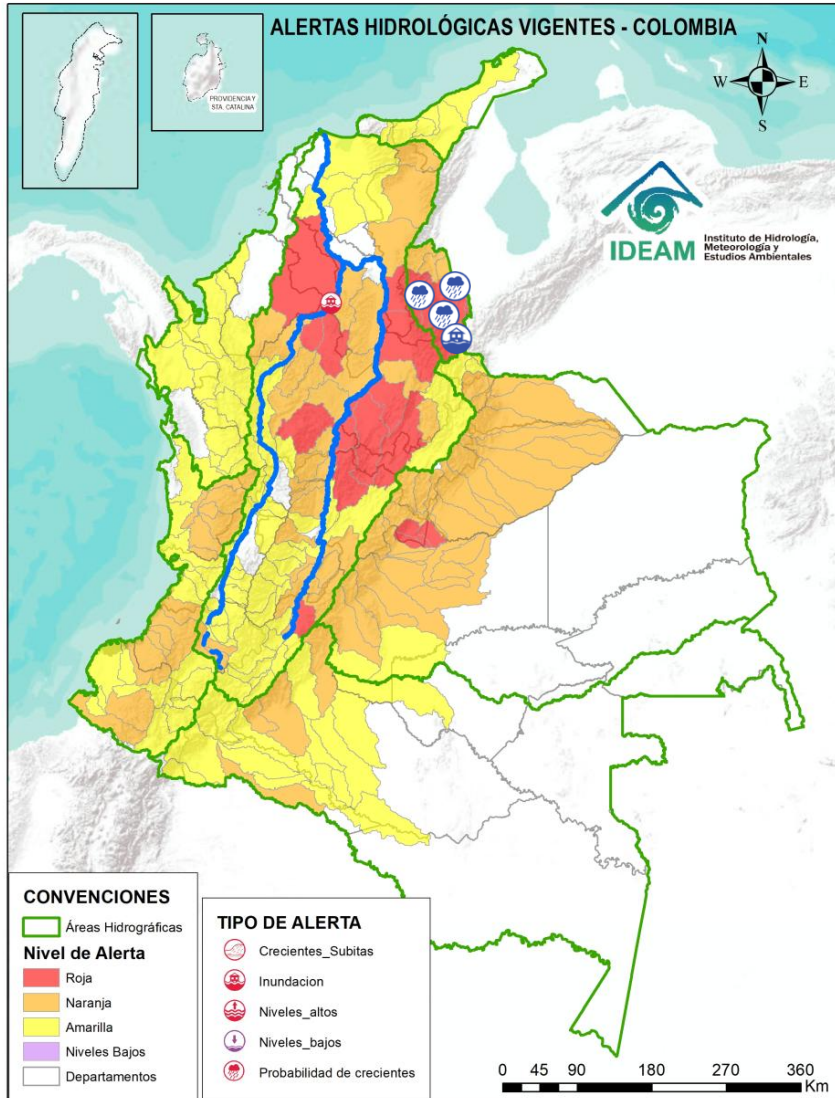 ALERTAS HIDROLÓGICAS VIGENTES - COLOMBIA
PROVIDENCIA Y
STA. CATALINA
N
W
E
S
IDEAM
Instituto de Hidrología,
Meteorología y
Estudios Ambientales
CONVENCIONES
Áreas Hidrográficas
Nivel de Alerta
Roja
Naranja
Amarilla
Niveles Bajos
Departamentos
TIPO DE ALERTA
Crecientes_Subitas
Inundacion
Niveles_altos
Niveles_bajos
Probabilidad de crecientes
0 45 90 180 270 360
Km